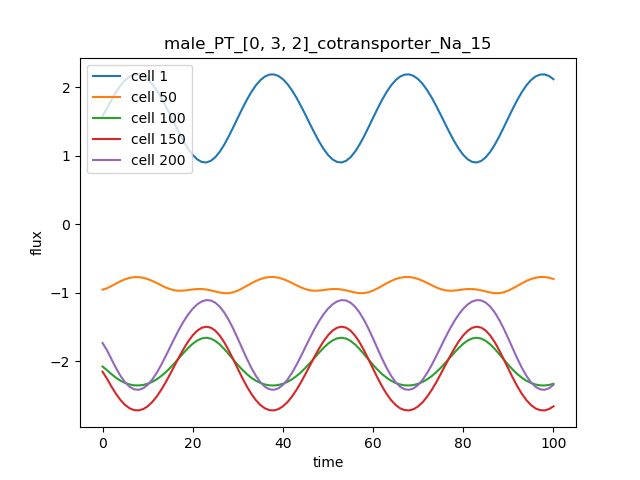 male_PT_[0, 3, 2]_cotransporter_Na_15
cell 1
cell 50
cell 100
cell 150
cell 200
flux
2
1
0
−1
−2
0 20 40 60 80 100
time